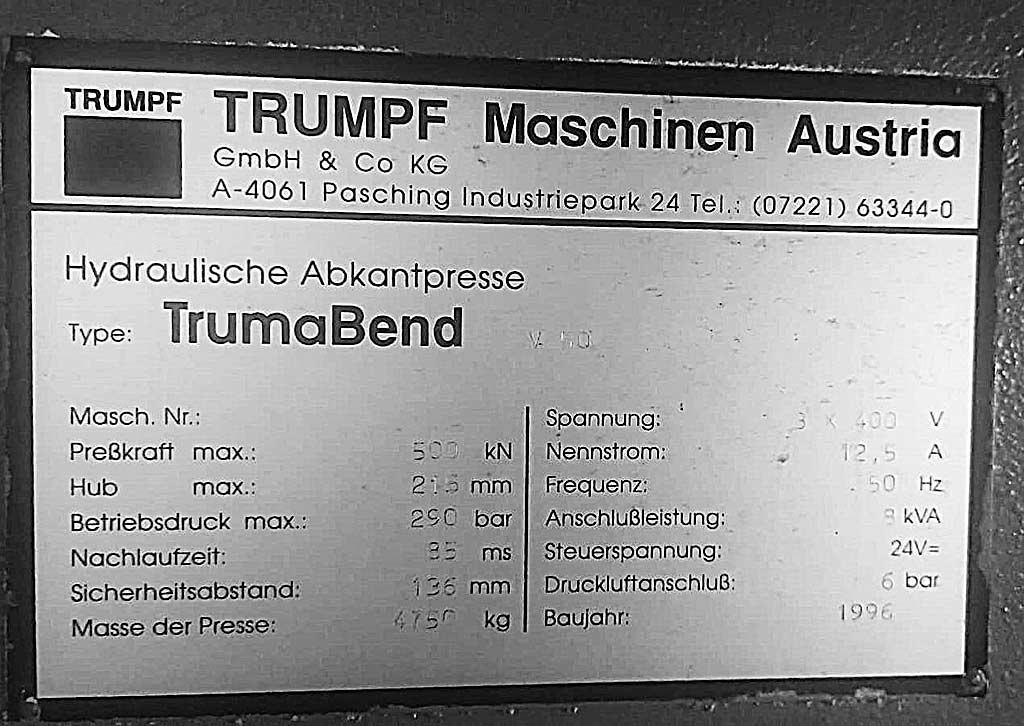 TRUMPF
TRUMPF Maschinen Austria
GmbH & Co KG
A-4061 Pasching Industriepark 24 Tel.: (07221) 63344-0
Hydraulische Abkantpresse
Type: TrumaBend V 50
Masch. Nr.:
Preßkraft max.: 500 kN
Hub max.: 215 mm
Betriebsdruck max.: 290 bar
Nachlaufzeit: ms
Sicherheitsabstand: 136 mm
Masse der Presse: 4750 kg
Spannung: 3 x 400 V
Nennstrom: 12,5 A
Frequenz: 50 Hz
Anschlußleistung: kVA
Steuerspannung: 24V=
Druckluftanschluß: 6 bar
Baujahr: 1996